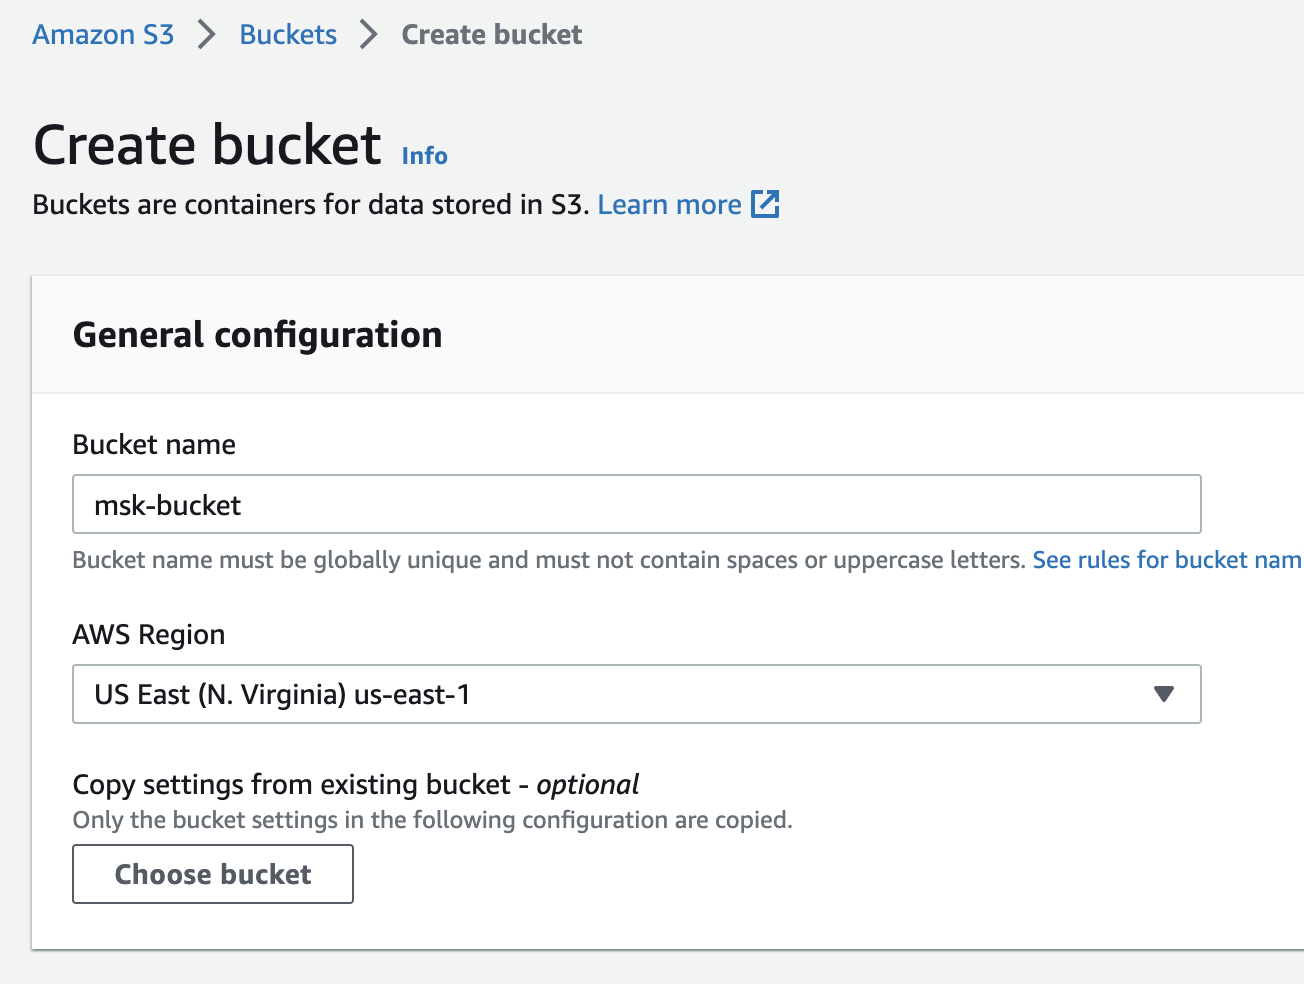 Amazon S3 > Buckets > Create bucket
Create bucket Info
Buckets are containers for data stored in S3. Learn more
General configuration
Bucket name
msk-bucket
Bucket name must be globally unique and must not contain spaces or uppercase letters. See rules for bucket nam
AWS Region
US East (N. Virginia) us-east-1
Copy settings from existing bucket - optional
Only the bucket settings in the following configuration are copied.
Choose bucket